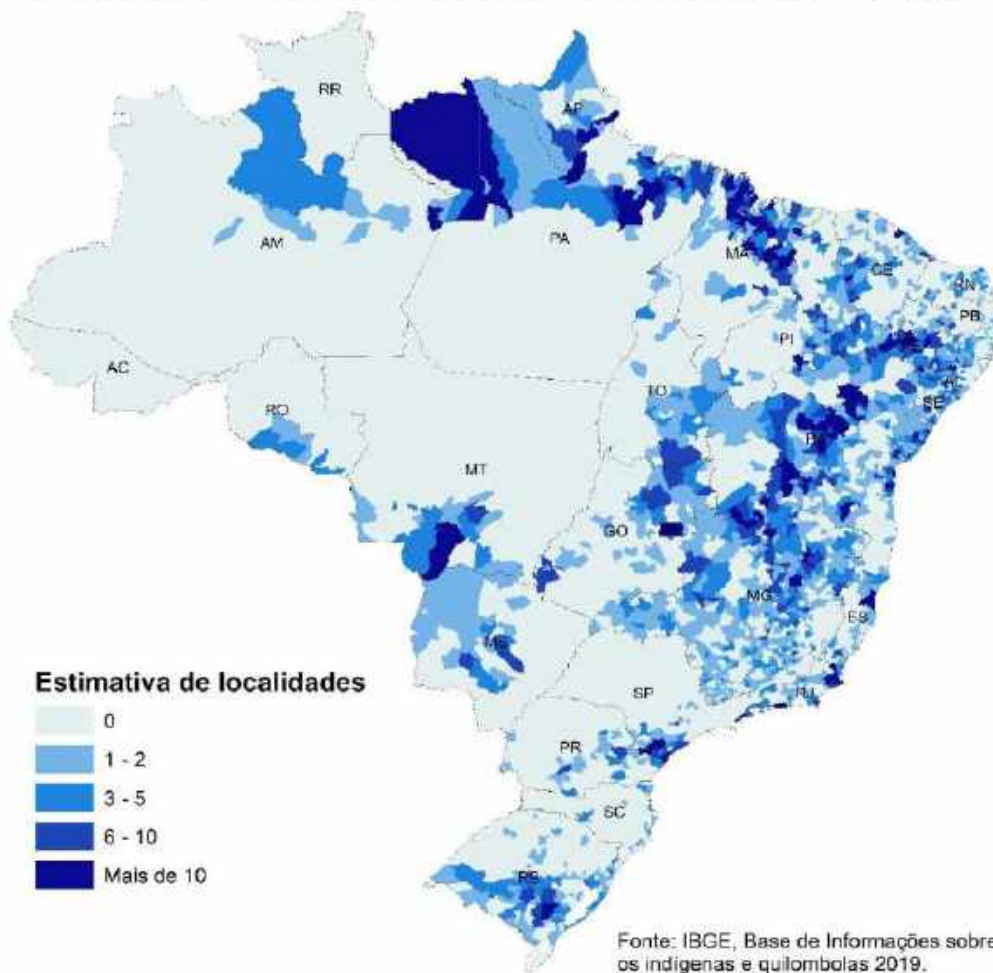 RR
AP
AM
PA
MA
CE
RN
PB
PI
AC
TO
SE
RO
BA
MT
GO
MG
ES
MS
Estimativa de localidades
SP
RJ
0
1 - 2
PR
3 - 5
SC
6 - 10
RS
Mais de 10
Fonte: IBGE, Base de Informações sobre
os indígenas e quilombolas 2019.